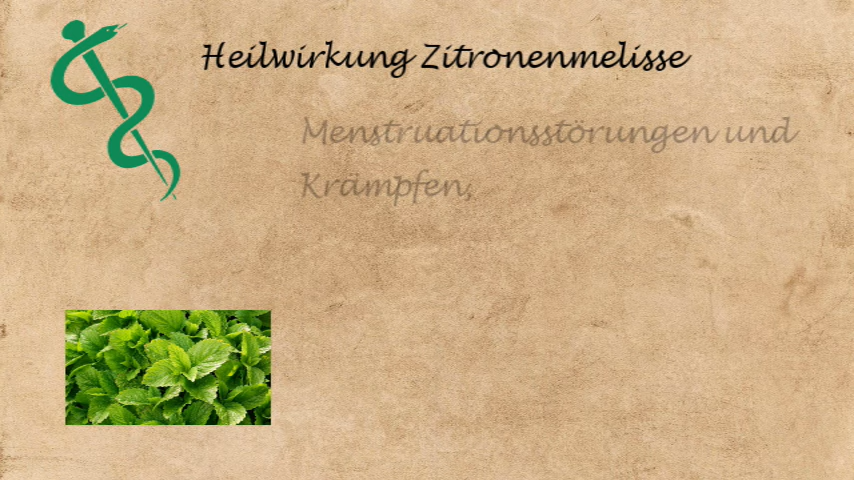 Heilwirkung Zitronenmelisse
Menstruationsstörungen und
Krämpfen,